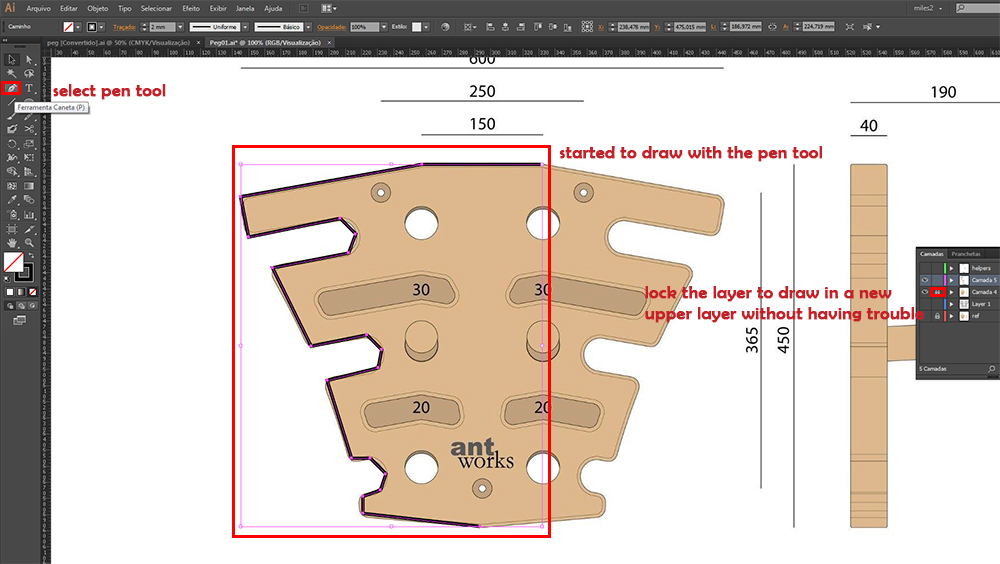 Ai
Arquivo Editar Objeto Tipo Selecionar Efeito Exibir Janela Ajuda
miles2
Caminho
Traçado:
2 mm
Uniforme
Básico
Opacidade:
100%
Estilo:
X:
238,476 mm
Y:
475,015 mm
L:
186,972 mm
A:
224,719 mm
peg [Convertido].ai @ 50% (CMYK/Visualização)
Peg01.ai* @ 100% (RGB/Visualização)
select pen tool
Ferramenta Caneta (P)
600
250
150
190
40
started to draw with the pen tool
30
30
lock the layer to draw in a new
upper layer without having trouble
365
450
20
20
ant
works
Camadas Pranchetas
helpers
Camada 5
Camada 4
Layer 1
ref
5 Camadas